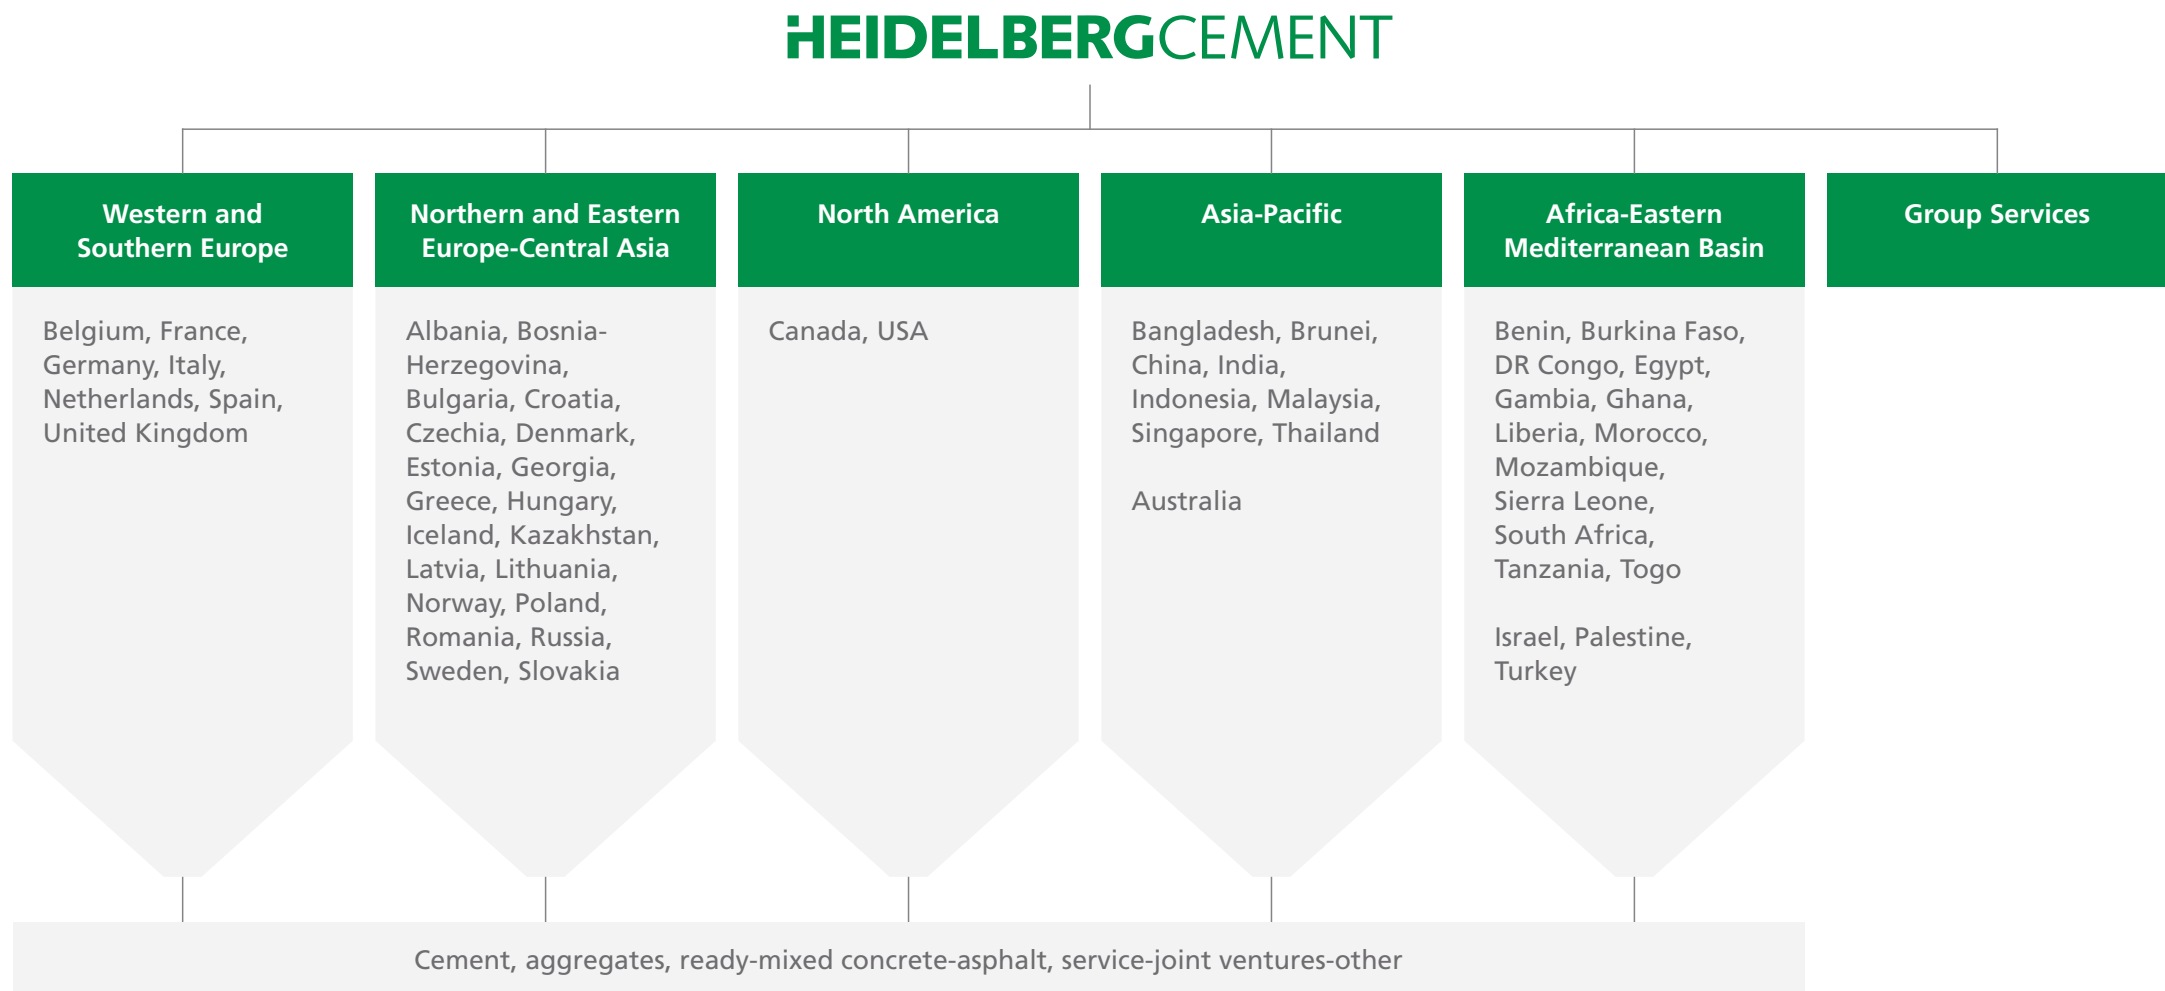 HEIDELBERGCEMENT
Western and
Southern Europe
Belgium, France,
Germany, Italy,
Netherlands, Spain,
United Kingdom
Northern and Eastern
Europe-Central Asia
Albania, Bosnia-
Herzegovina,
Bulgaria, Croatia,
Czechia, Denmark,
Estonia, Georgia,
Greece, Hungary,
Iceland, Kazakhstan,
Latvia, Lithuania,
Norway, Poland,
Romania, Russia,
Sweden, Slovakia
North America
Canada, USA
Asia-Pacific
Bangladesh, Brunei,
China, India,
Indonesia, Malaysia,
Singapore, Thailand
Australia
Africa-Eastern
Mediterranean Basin
Benin, Burkina Faso,
DR Congo, Egypt,
Gambia, Ghana,
Liberia, Morocco,
Mozambique,
Sierra Leone,
South Africa,
Tanzania, Togo
Israel, Palestine,
Turkey
Group Services
Cement, aggregates, ready-mixed concrete-asphalt, service-joint ventures-other